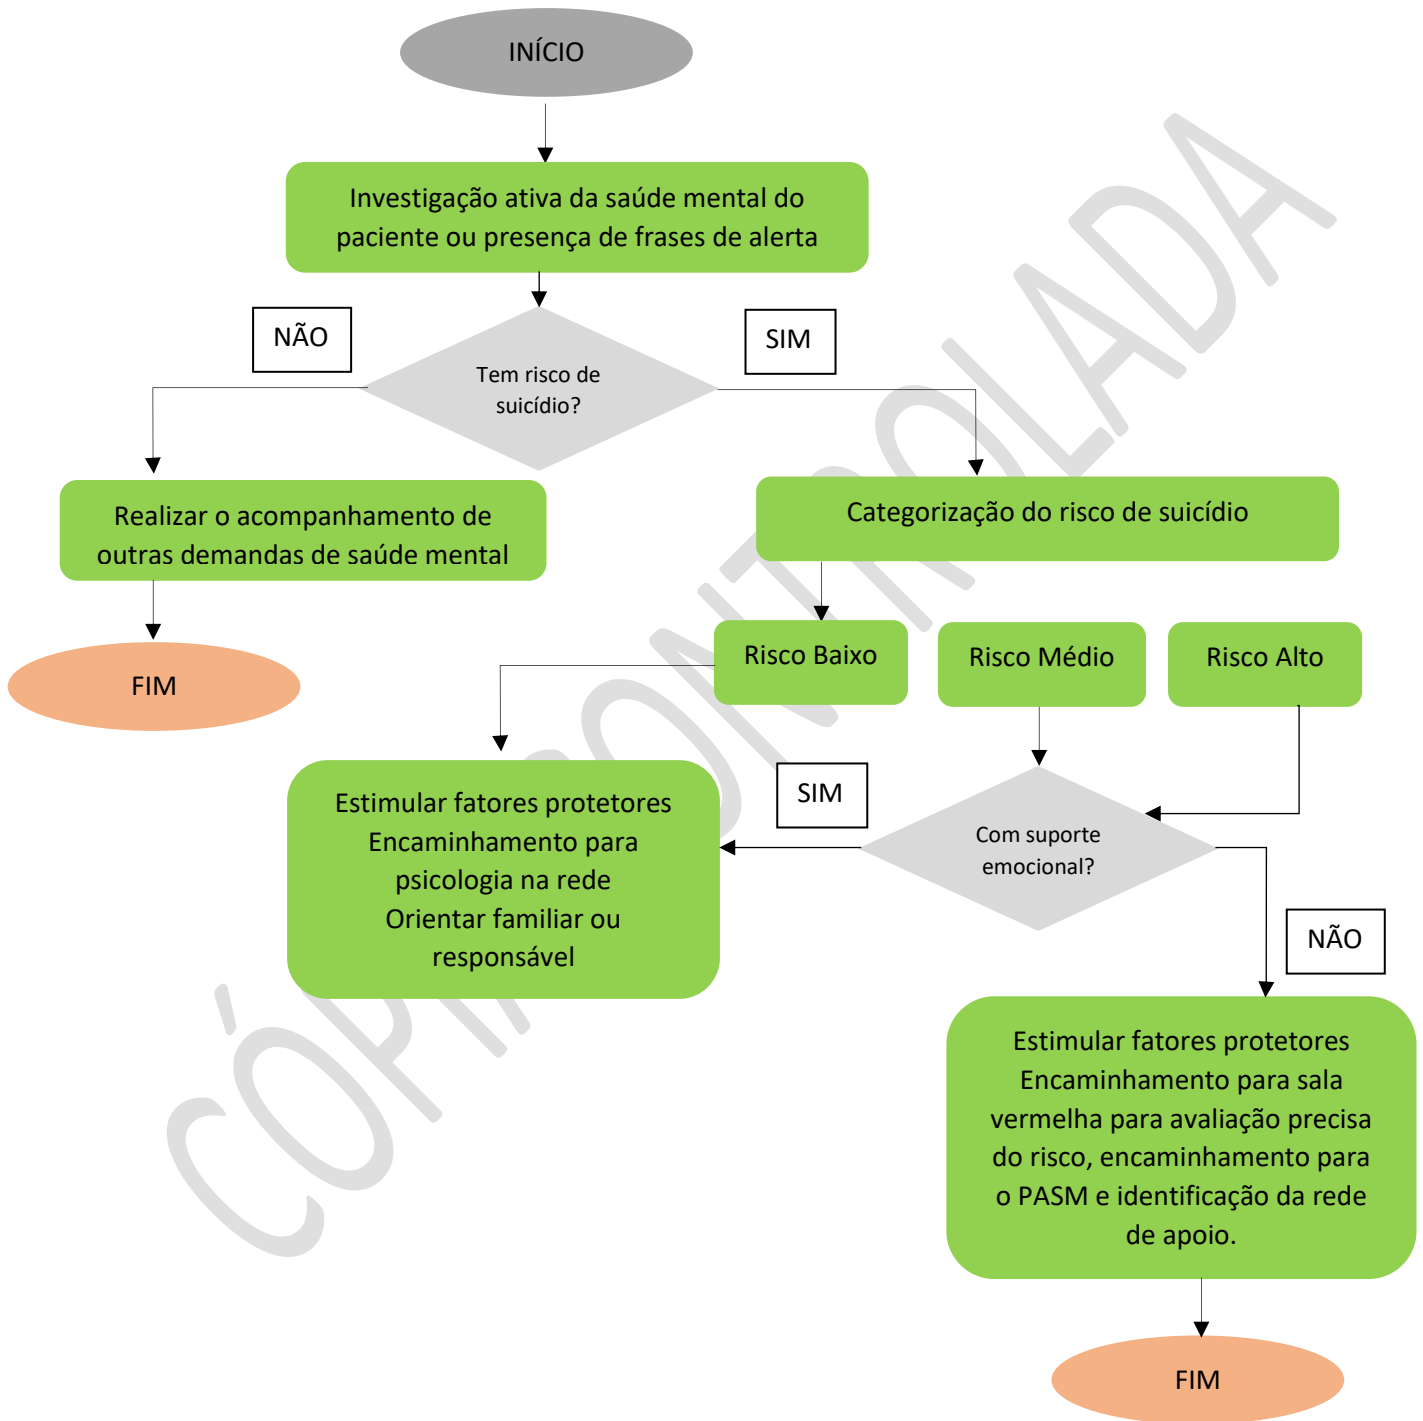 INÍCIO
Investigação ativa da saúde mental do
paciente ou presença de frases de alerta
NÃO
SIM
Tem risco de
suicídio?
Realizar o acompanhamento de
outras demandas de saúde mental
Categorização do risco de suicídio
FIM
Risco Baixo
Risco Médio
Risco Alto
SIM
Estimular fatores protetores
Encaminhamento para
psicologia na rede
Orientar familiar ou
responsável
Com suporte
emocional?
NÃO
Estimular fatores protetores
Encaminhamento para sala
vermelha para avaliação precisa
do risco, encaminhamento para
o PASM e identificação da rede
de apoio.
FIM
CÓPIA CONTROLADA